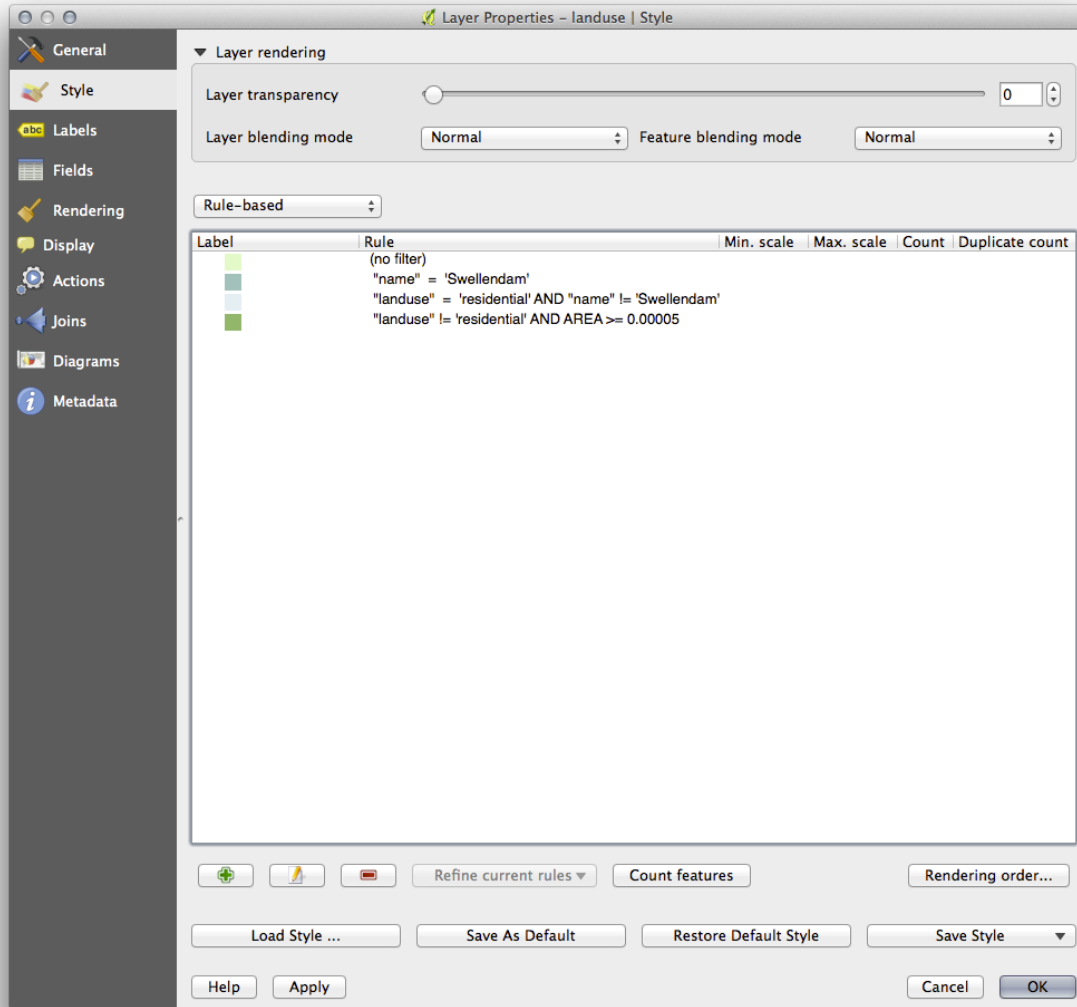 Layer Properties – landuse | Style
General
Style
abc Labels
Fields
Rendering
Display
Actions
Joins
Diagrams
i Metadata
Layer rendering
Layer transparency 0
Layer blending mode Normal Feature blending mode Normal
Rule-based
Label Rule Min. scale Max. scale Count Duplicate count
(no filter)
"name" = 'Swellendam'
"landuse" = 'residential' AND "name" != 'Swellendam'
"landuse" != 'residential' AND AREA >= 0.00005
Refine current rules Count features Rendering order...
Load Style ... Save As Default Restore Default Style Save Style
Help Apply Cancel OK